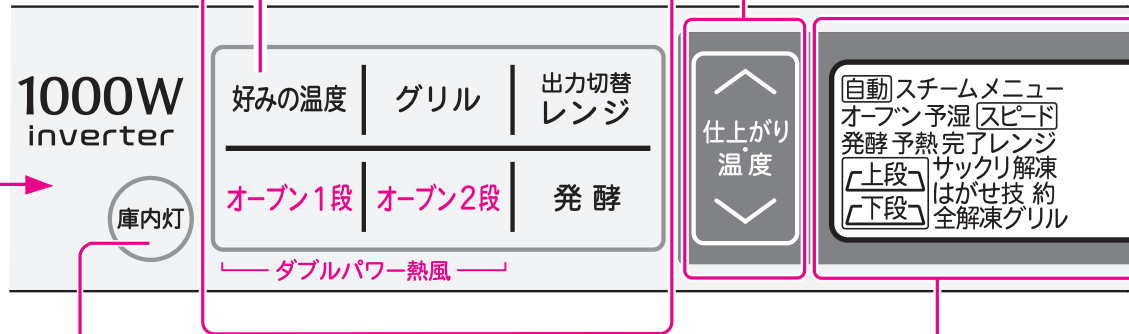 1000W
inverter
庫内灯
好みの温度
グリル
出力切替
レンジ
オーブン1段
オーブン2段
発酵
ダブルパワー熱風
仕上がり
・
温度
自動 スチームメニュー
オーブン 予湿 スピード
発酵 予熱 完了レンジ
上段 サックリ解凍
はがせ技 約
下段 全解凍グリル